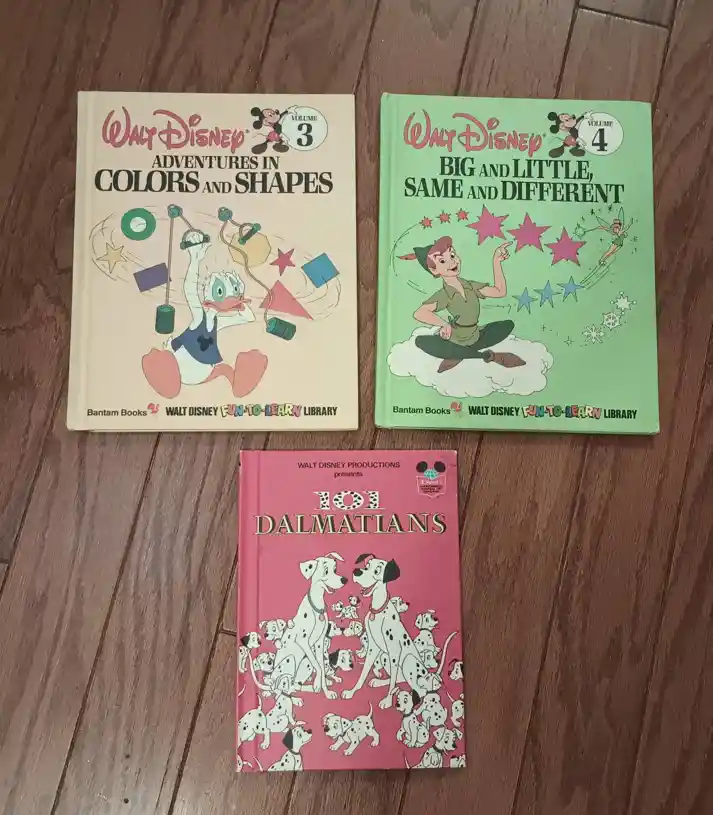 WALT DISNEY
VOLUME
3
ADVENTURES IN
COLORS AND SHAPES
Bantam Books WALT DISNEY FUN-TO-LEARN LIBRARY
WALT DISNEY
VOLUME
4
BIG AND LITTLE,
SAME AND DIFFERENT
Bantam Books WALT DISNEY FUN-TO-LEARN LIBRARY
WALT DISNEY PRODUCTIONS
presents
101
DALMATIANS